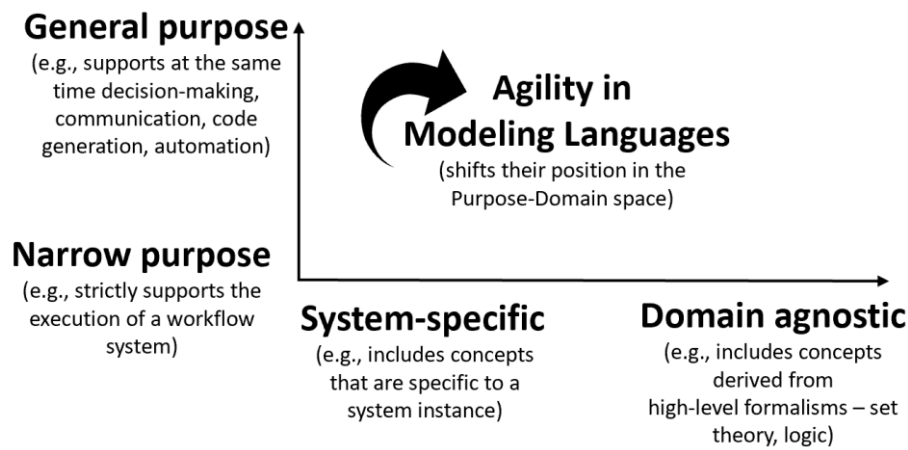 General purpose
(e.g., supports at the same
time decision-making,
communication, code
generation, automation)
Agility in
Modeling Languages
(shifts their position in the
Purpose-Domain space)
Narrow purpose
(e.g., strictly supports the
execution of a workflow
system)
System-specific
(e.g., includes concepts
that are specific to a
system instance)
Domain agnostic
(e.g., includes concepts
derived from
high-level formalisms – set
theory, logic)